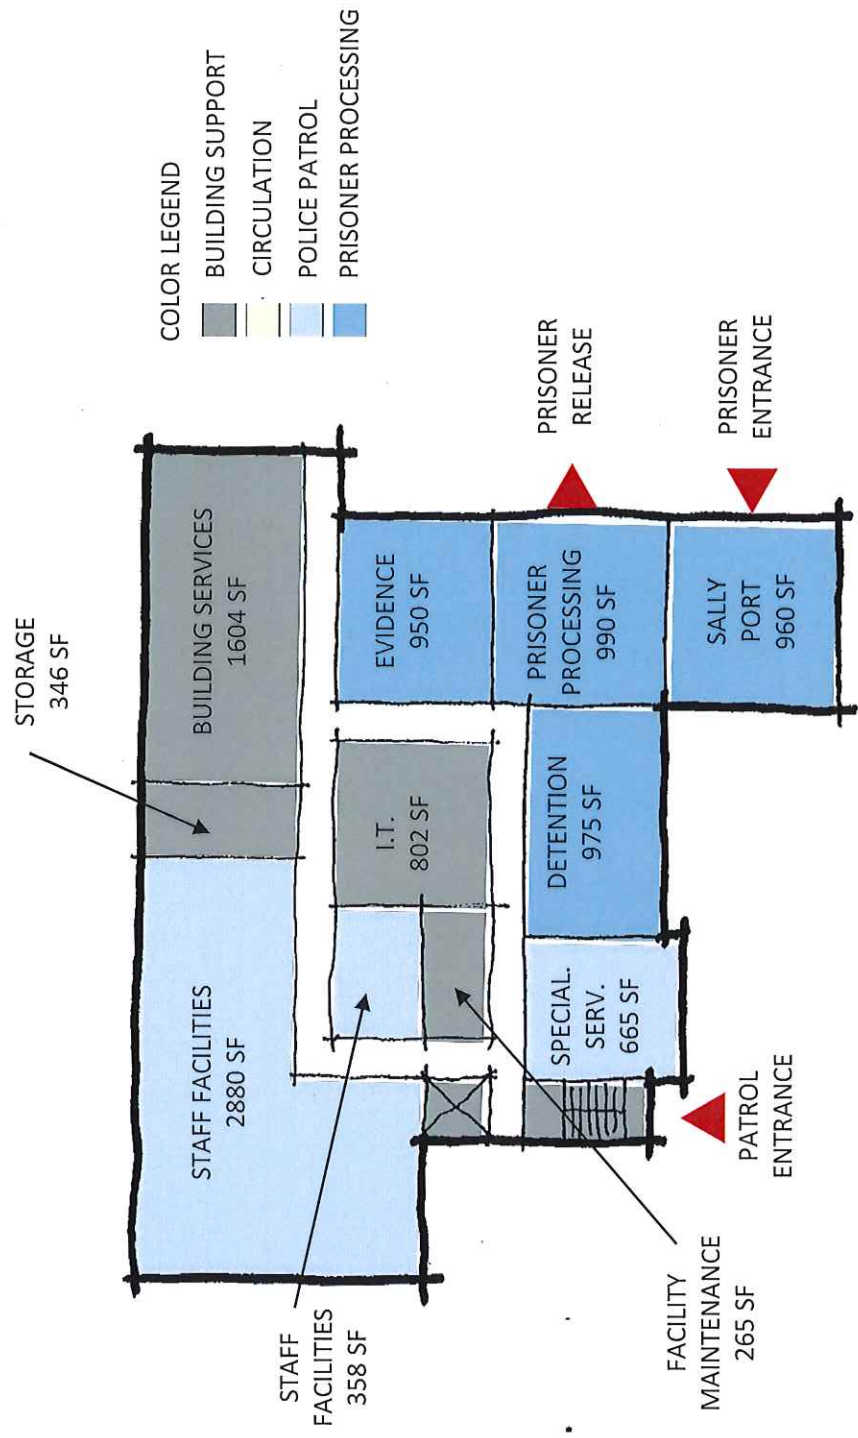 STORAGE
346 SF
BUILDING SERVICES
1604 SF
STAFF FACILITIES
2880 SF
STAFF
FACILITIES
358 SF
I.T.
802 SF
EVIDENCE
950 SF
PRISONER
PROCESSING
990 SF
SALLY
PORT
960 SF
DETENTION
975 SF
SPECIAL.
SERV.
665 SF
FACILITY
MAINTENANCE
265 SF
PATROL
ENTRANCE
PRISONER
RELEASE
PRISONER
ENTRANCE
COLOR LEGEND
BUILDING SUPPORT
CIRCULATION
POLICE PATROL
PRISONER PROCESSING